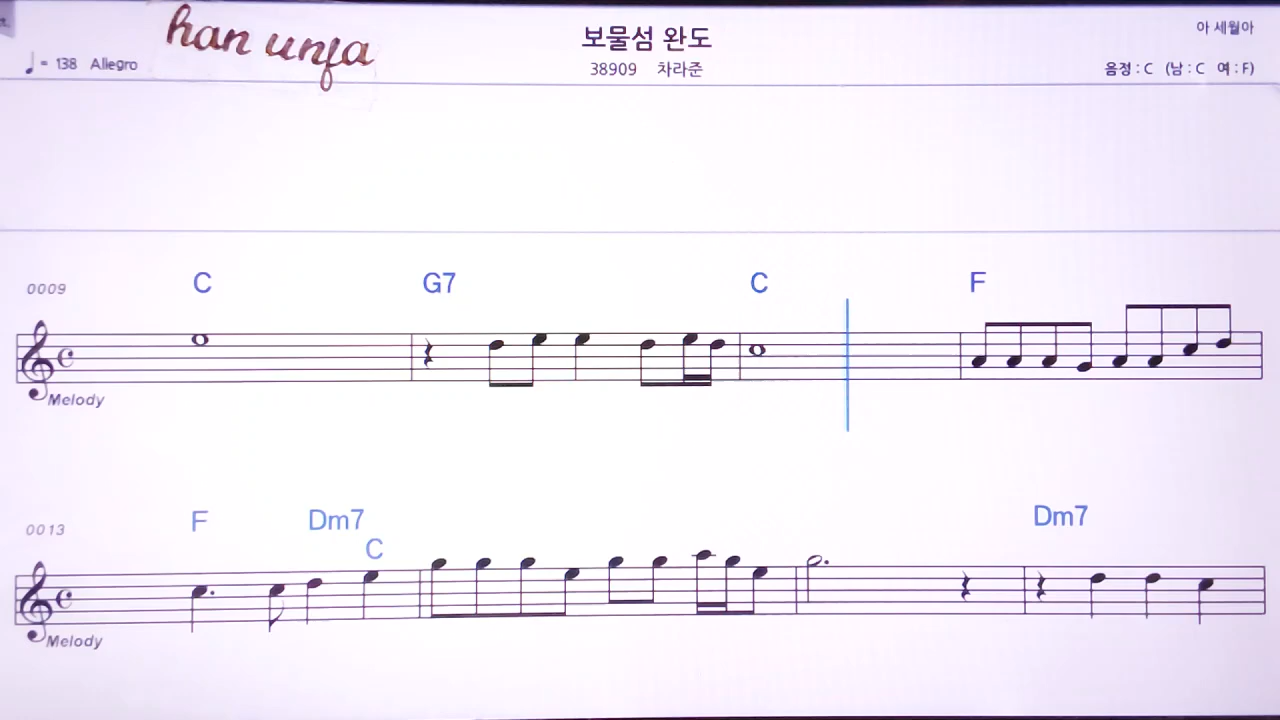 han unfa
보물섬 완도
아 세월아
♩= 138 Allegro
38909 차라준
음정 : C (남 : C 여 : F)
0009
C G7 C F
Melody
0013
F Dm7 Dm7
C
Melody